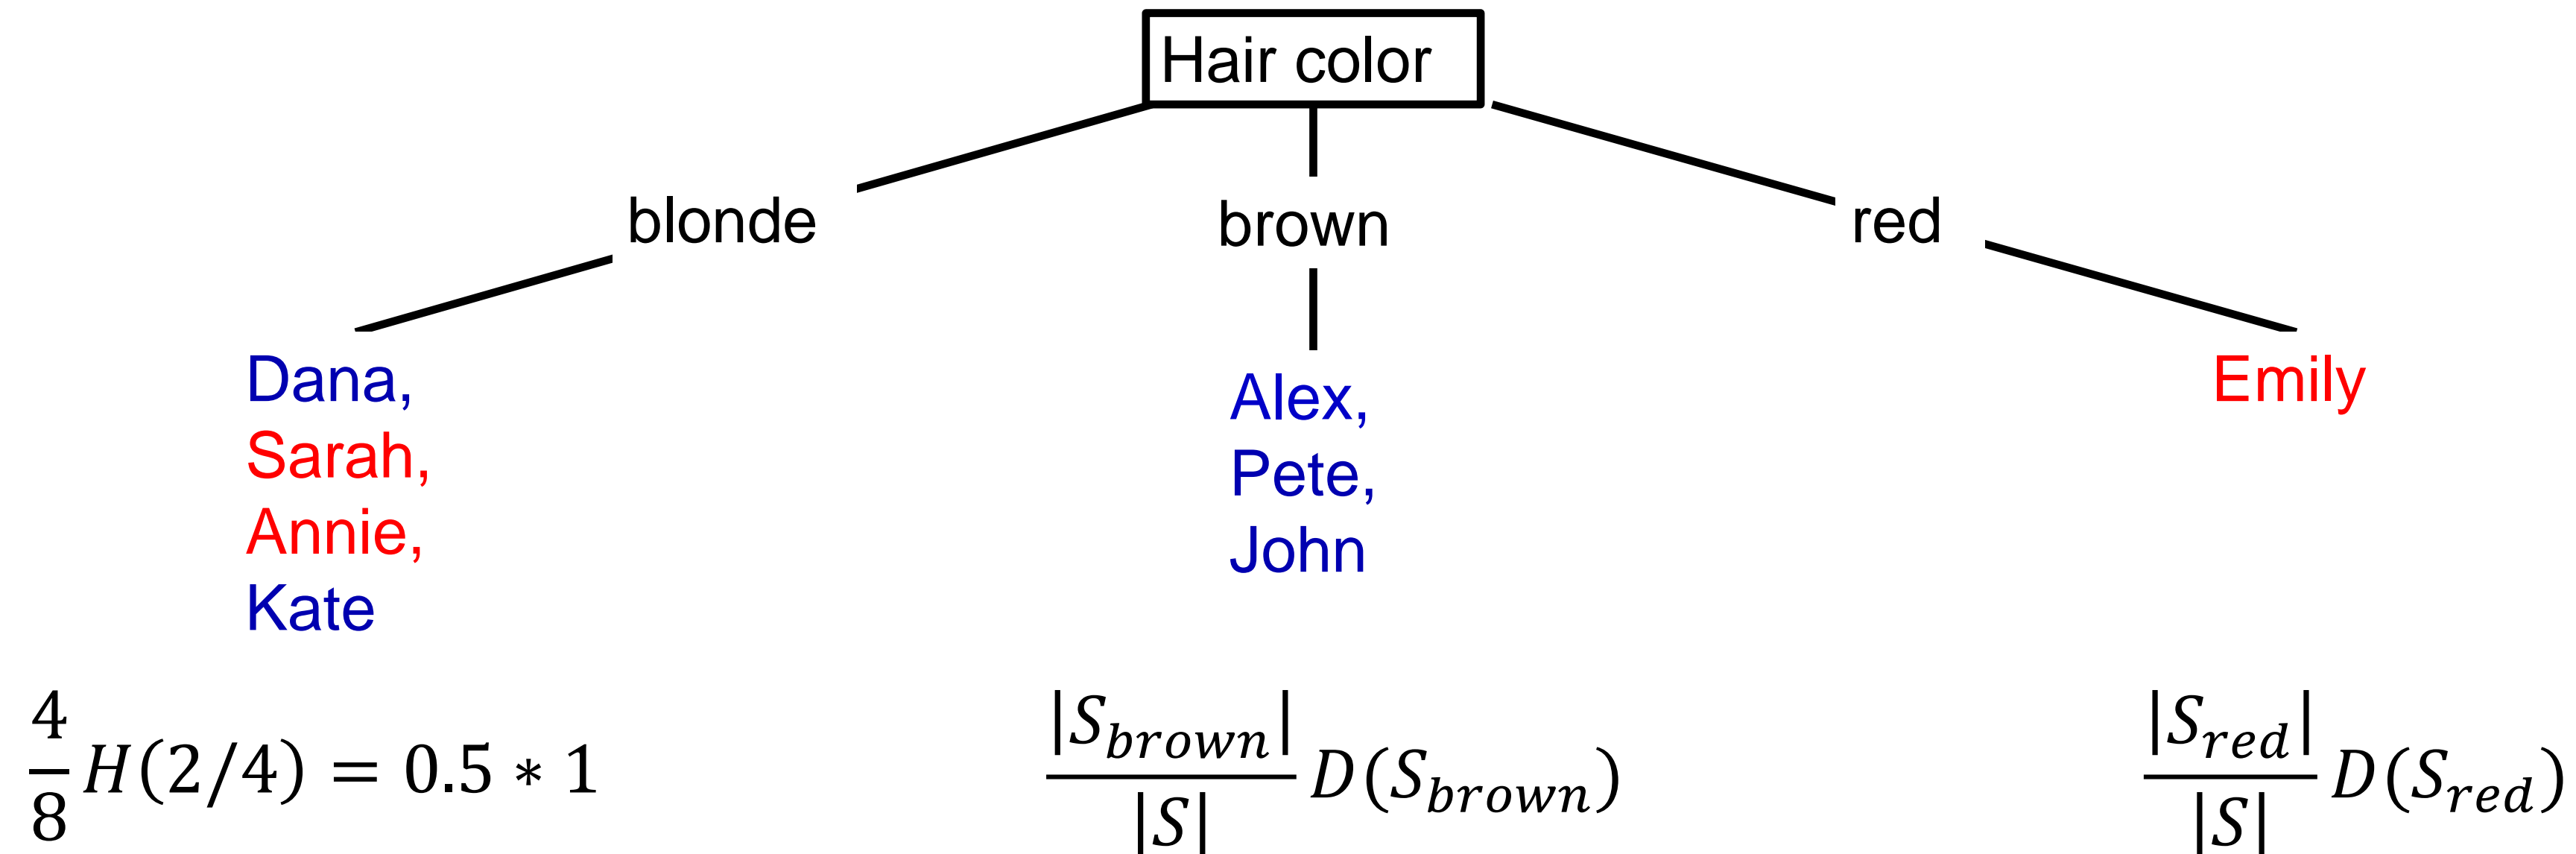 Hair color
blonde
brown
red
Dana,
Sarah,
Annie,
Kate
Alex,
Pete,
John
Emily
4/8 H(2/4) = 0.5 ∗ 1
|S_brown|/|S| D(S_brown)
|S_red|/|S| D(S_red)